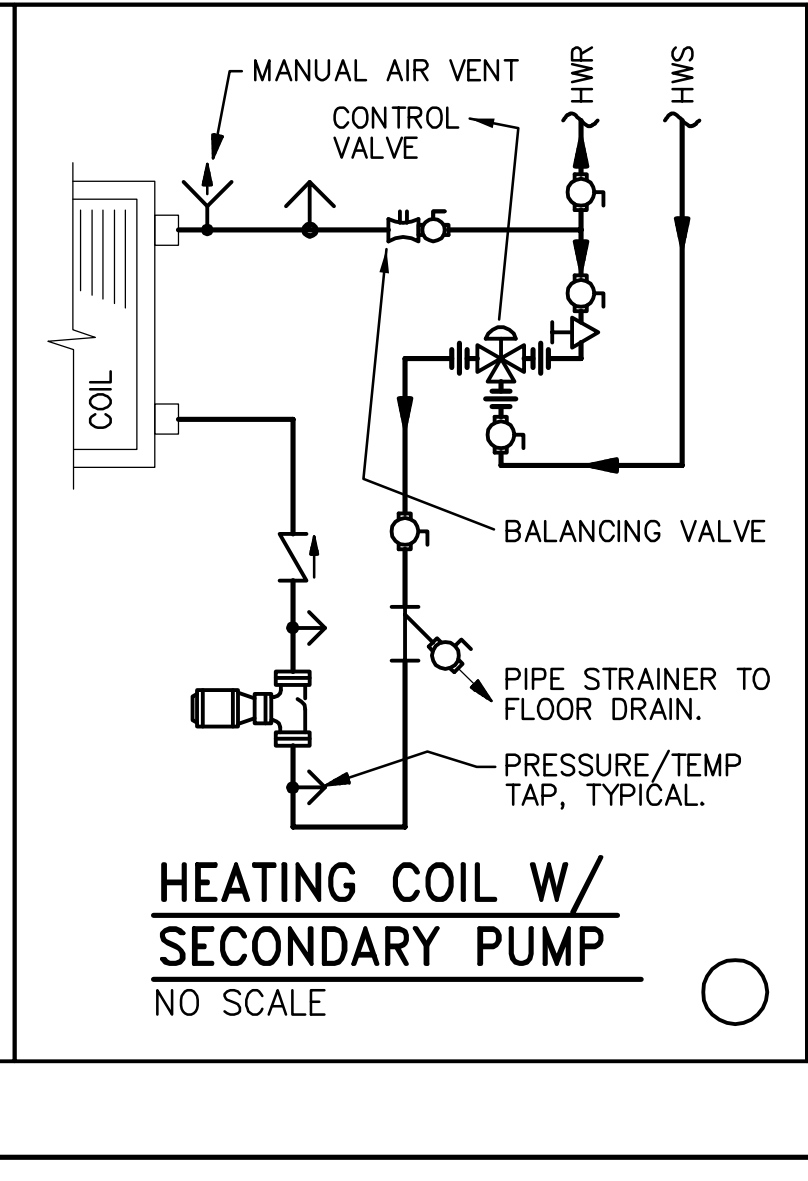 MANUAL AIR VENT
HWR
HWS
CONTROL
VALVE
COIL
BALANCING VALVE
PIPE STRAINER TO
FLOOR DRAIN.
PRESSURE/TEMP
TAP, TYPICAL.
HEATING COIL W/
SECONDARY PUMP
NO SCALE